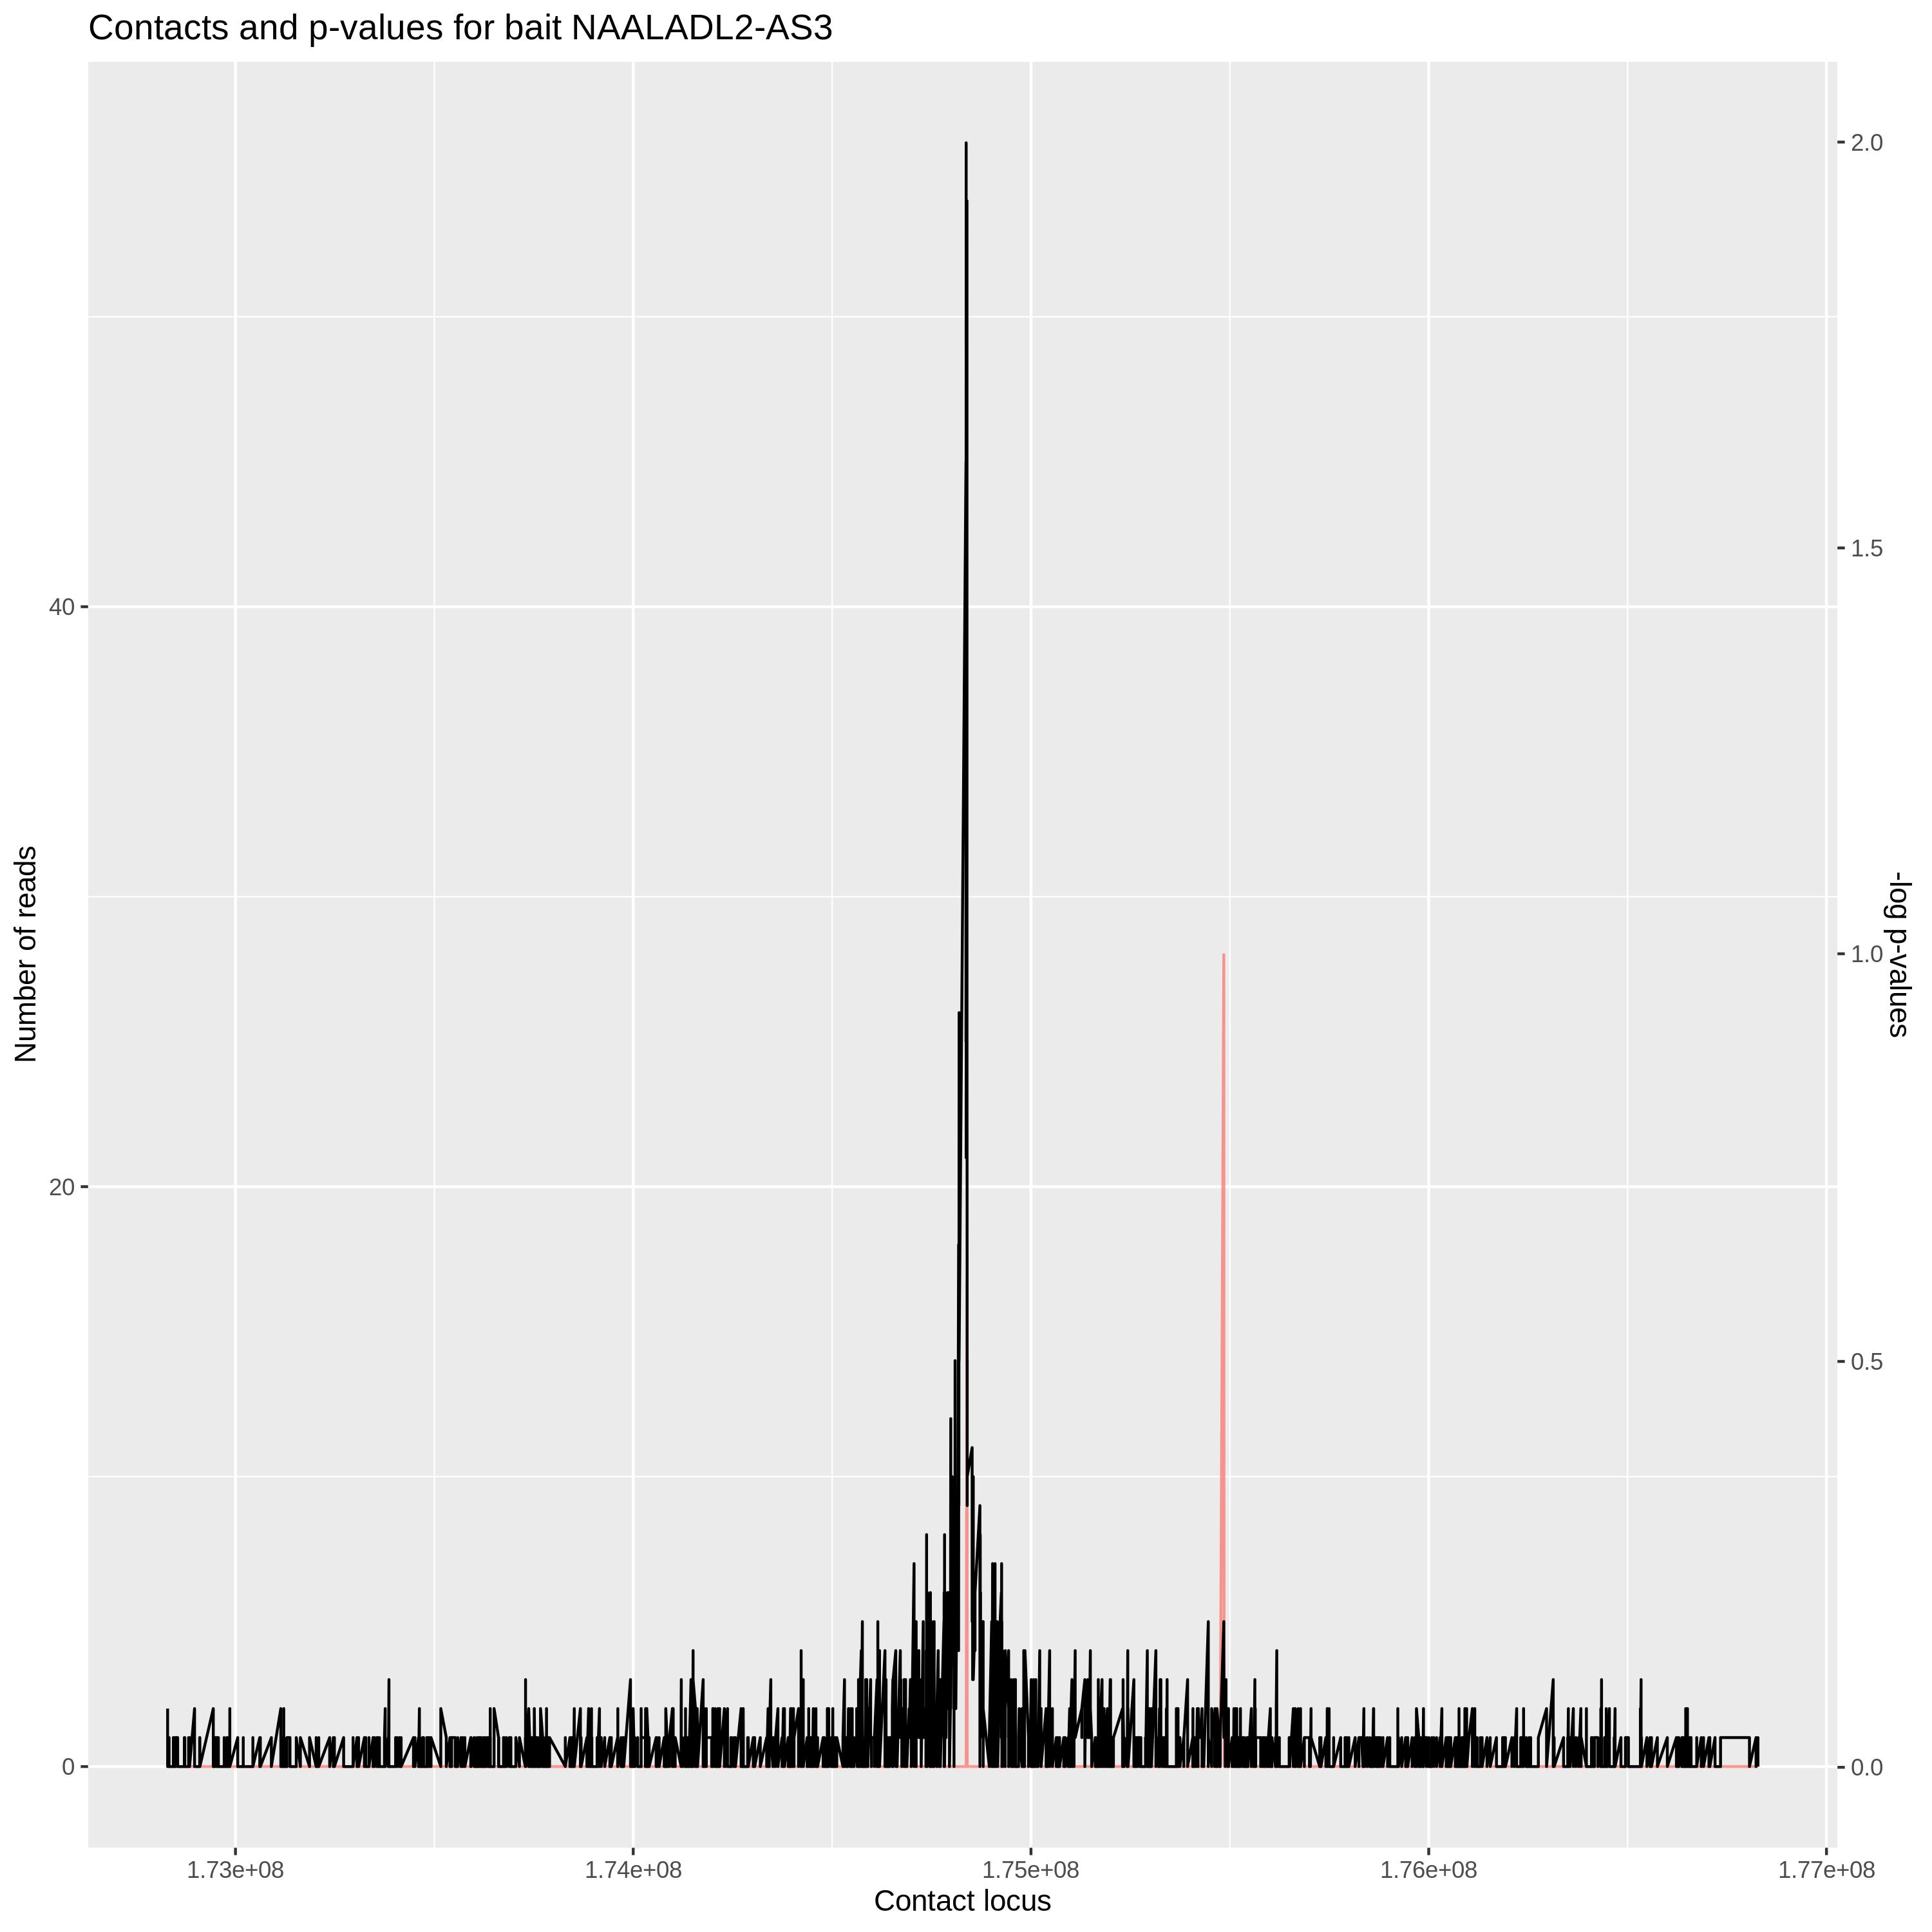 Contacts and p-values for bait NAALADL2-AS3
2.0
1.5
40
Number of reads
-log p-values
1.0
20
0.5
0
0.0
1.73e+08
1.74e+08
1.75e+08
1.76e+08
1.77e+08
Contact locus